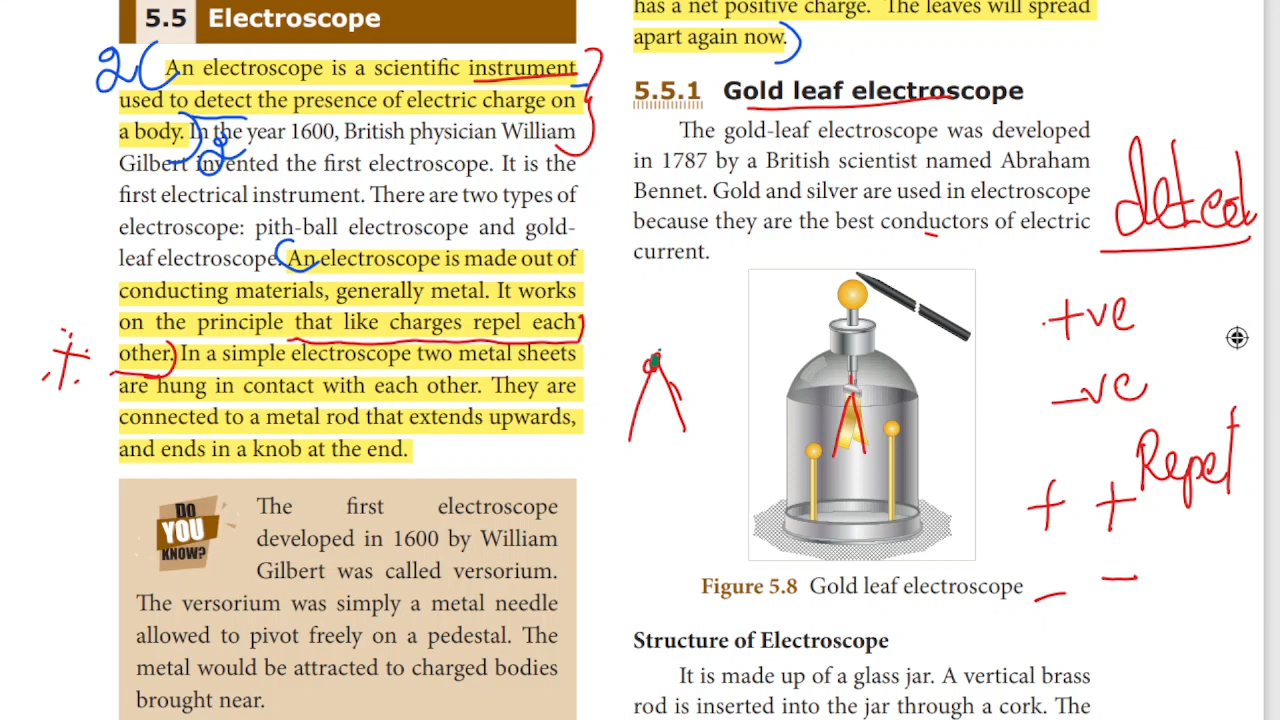 5.5 Electroscope
2
An electroscope is a scientific instrument
used to detect the presence of electric charge on
a body. In the year 1600, British physician William
2
Gilbert invented the first electroscope. It is the
first electrical instrument. There are two types of
electroscope: pith-ball electroscope and gold-
leaf electroscope. An electroscope is made out of
conducting materials, generally metal. It works
on the principle that like charges repel each
other. In a simple electroscope two metal sheets
are hung in contact with each other. They are
connected to a metal rod that extends upwards,
and ends in a knob at the end.
DO
YOU
KNOW?
The first electroscope
developed in 1600 by William
Gilbert was called versorium.
The versorium was simply a metal needle
allowed to pivot freely on a pedestal. The
metal would be attracted to charged bodies
brought near.
has a net positive charge. The leaves will spread
apart again now.
5.5.1 Gold leaf electroscope
The gold-leaf electroscope was developed
in 1787 by a British scientist named Abraham
Bennet. Gold and silver are used in electroscope
because they are the best conductors of electric
current.
+ve
-ve
Repel
+ +
- -
Figure 5.8 Gold leaf electroscope
Structure of Electroscope
It is made up of a glass jar. A vertical brass
rod is inserted into the jar through a cork. The